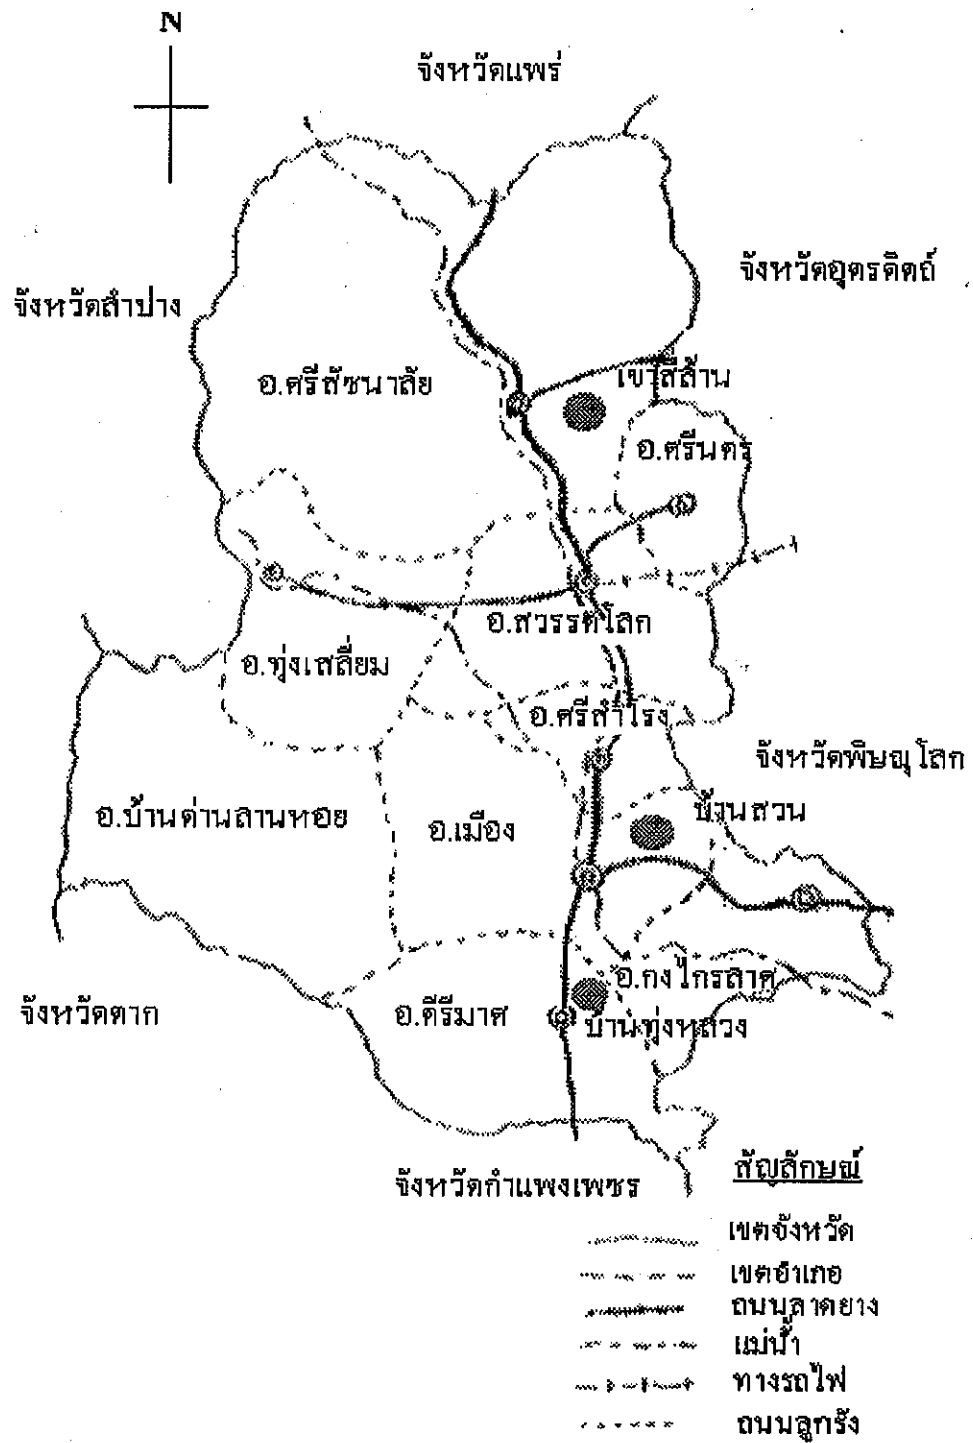 N
จังหวัดแพร่
จังหวัดอุตรดิตถ์
จังหวัดลำปาง
เขาสี่ล้าน
อ.ศรีสัชนาลัย
อ.ศรีนคร
อ.สวรรคโลก
อ.ทุ่งเสลี่ยม
อ.ศรีสำโรง
จังหวัดพิษณุโลก
อ.บ้านด่านลานหอย
อ.เมือง
บ้านสวน
อ.กงไกรลาศ
จังหวัดตาก
อ.คีรีมาศ
บ้านทุ่งหลวง
จังหวัดกำแพงเพชร
สัญลักษณ์
เขตจังหวัด
เขตอำเภอ
ถนนลาดยาง
แม่น้ำ
ทางรถไฟ
ถนนลูกรัง